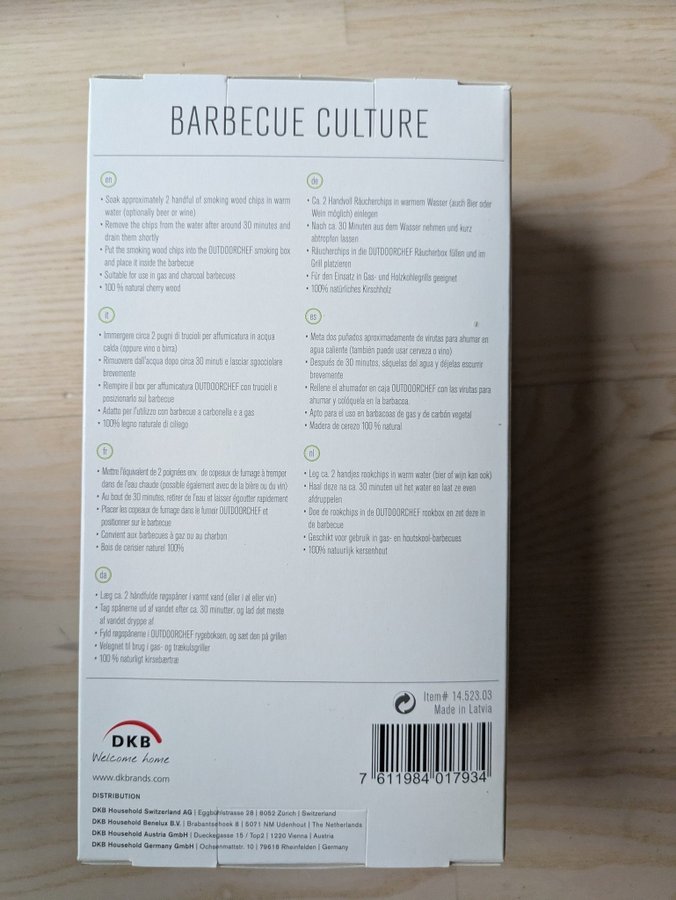 BARBECUE CULTURE
en
• Soak approximately 2 handful of smoking wood chips in warm
water (optionally beer or wine)
• Remove the chips from the water after around 30 minutes and
drain them shortly
• Put the smoking wood chips into the OUTDOORCHEF smoking box
and place it inside the barbecue
• Suitable for use in gas and charcoal barbecues
• 100 % natural cherry wood
it
• Immergere circa 2 pugni di trucioli per affumicatura in acqua
calda (oppure vino o birra)
• Rimuovere dall'acqua dopo circa 30 minuti e lasciar sgocciolare
brevemente
• Riempire il box per affumicatura OUTDOORCHEF con trucioli e
posizionarlo sul barbecue
• Adatto per l'utilizzo con barbecue a carbonella e a gas
• 100% legno naturale di ciliego
fr
• Mettre l'équivalent de 2 poignées env. de copeaux de fumage à tremper
dans de l'eau chaude (possible également avec de la bière ou du vin)
• Au bout de 30 minutes, retirer de l'eau et laisser égoutter rapidement
• Placer les copeaux de fumage dans le fumoir OUTDOORCHEF et
positionner sur le barbecue
• Convient aux barbecues à gaz ou au charbon
• Bois de cerisier naturel 100%
da
• Læg ca. 2 håndfulde røgspåner i varmt vand (eller i øl eller vin)
• Tag spånerne ud af vandet efter ca. 30 minutter, og lad det meste
af vandet dryppe af
• Fyld røgspånerne i OUTDOORCHEF rygeboksen, og sæt den på grillen
• Velegnet til brug i gas- og trækulsgriller
• 100 % naturligt kirsebærtræ
de
• Ca. 2 Handvoll Räucherchips in warmem Wasser (auch Bier oder
Wein möglich) einlegen
• Nach ca. 30 Minuten aus dem Wasser nehmen und kurz
abtropfen lassen
• Räucherchips in die OUTDOORCHEF Räucherbox füllen und im
Grill platzieren
• Für den Einsatz in Gas- und Holzkohlegrills geeignet
• 100% natürliches Kirschholz
es
• Meta dos puñados aproximadamente de virutas para ahumar en
agua caliente (también puede usar cerveza o vino)
• Después de 30 minutos, sáquelas del agua y déjelas escurrir
brevemente
• Rellene el ahumador en caja OUTDOORCHEF con las virutas para
ahumar y colóquela en la barbacoa.
• Apto para el uso en barbacoas de gas y de carbón vegetal
• Madera de cerezo 100 % natural
nl
• Leg ca. 2 handjes rookchips in warm water (bier of wijn kan ook)
• Haal deze na ca. 30 minuten uit het water en laat ze even
afdruppelen
• Doe de rookchips in de OUTDOORCHEF rookbox en zet deze in
de barbecue
• Geschikt voor gebruik in gas- en houtskool-barbecues
• 100% natuurlijk kersenhout
Item# 14.523.03
Made in Latvia
7 611984 017934
DKB
Welcome home
www.dkbrands.com
DISTRIBUTION
DKB Household Switzerland AG | Eggbühlstrasse 28 | 8052 Zürich | Switzerland
DKB Household Benelux B.V. | Brabantsehoek 8 | 5071 NM Udenhout | The Netherlands
DKB Household Austria GmbH | Dueckegasse 15 / Top2 | 1220 Vienna | Austria
DKB Household Germany GmbH | Ochsenmattstr. 10 | 79618 Rheinfelden | Germany